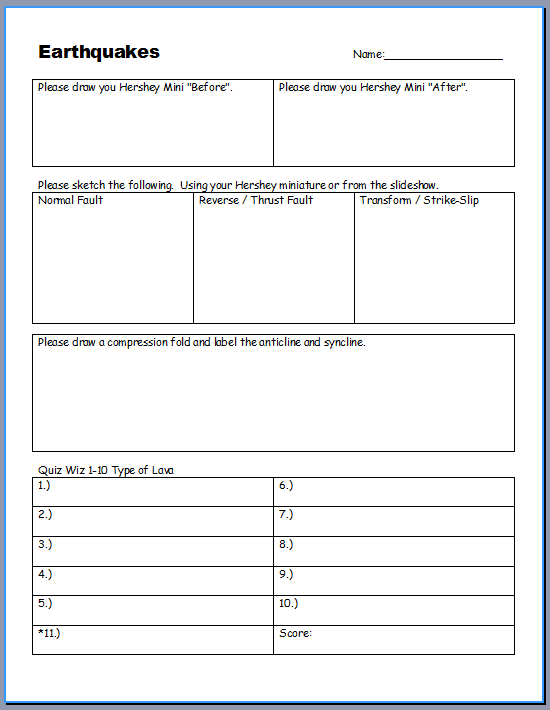 Earthquakes Name:____________________
Please draw you Hershey Mini "Before". Please draw you Hershey Mini "After".
Please sketch the following. Using your Hershey miniature or from the slideshow.
Normal Fault Reverse / Thrust Fault Transform / Strike-Slip
Please draw a compression fold and label the anticline and syncline.
Quiz Wiz 1-10 Type of Lava
1.) 6.)
2.) 7.)
3.) 8.)
4.) 9.)
5.) 10.)
*11.) Score: